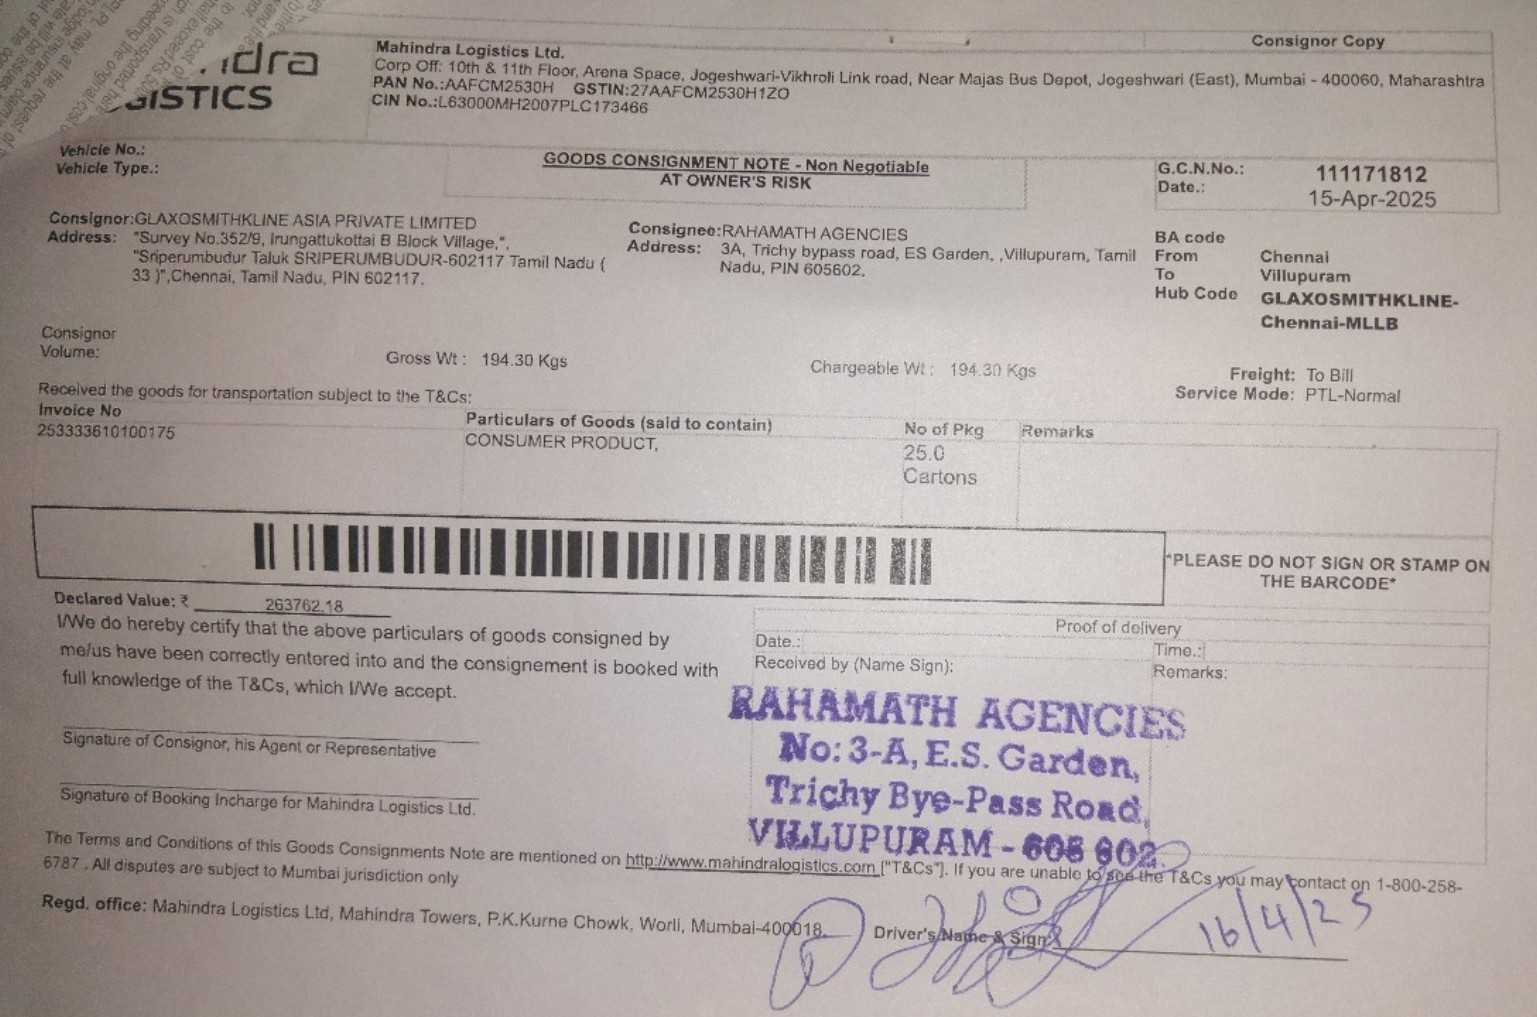 Consignor Copy
GISTICS
Mahindra Logistics Ltd.
Corp Off: 10th & 11th Floor, Arena Space, Jogeshwari-Vikhroli Link road, Near Majas Bus Depot, Jogeshwari (East), Mumbai - 400060, Maharashtra
PAN No.:AAFCM2530H GSTIN:27AAFCM2530H1ZO
CIN No.:L63000MH2007PLC173466
Vehicle No.:
Vehicle Type.:
GOODS CONSIGNMENT NOTE - Non Negotiable
AT OWNER'S RISK
G.C.N.No.: 111171812
Date.: 15-Apr-2025
Consignor:GLAXOSMITHKLINE ASIA PRIVATE LIMITED
Address: "Survey No.352/9, Irungattukottai B Block Village,",
"Sriperumbudur Taluk SRIPERUMBUDUR-602117 Tamil Nadu (
33 )",Chennai, Tamil Nadu, PIN 602117.
Consignee:RAHAMATH AGENCIES
Address: 3A, Trichy bypass road, ES Garden, ,Villupuram, Tamil
Nadu, PIN 605602.
BA code
From Chennai
To Villupuram
Hub Code GLAXOSMITHKLINE-
Chennai-MLLB
Consignor
Volume:
Gross Wt : 194.30 Kgs
Chargeable Wt : 194.30 Kgs
Freight: To Bill
Service Mode: PTL-Normal
Received the goods for transportation subject to the T&Cs:
Invoice No
Particulars of Goods (said to contain)
No of Pkg
Remarks
253333610100175
CONSUMER PRODUCT,
25.0
Cartons
*PLEASE DO NOT SIGN OR STAMP ON
THE BARCODE*
Declared Value: ₹ 263762.18
I/We do hereby certify that the above particulars of goods consigned by
me/us have been correctly entered into and the consignement is booked with
full knowledge of the T&Cs, which I/We accept.
Proof of delivery
Date.:
Time.:
Received by (Name Sign):
Remarks:
RAHAMATH AGENCIES
No: 3-A, E.S. Garden,
Trichy Bye-Pass Road,
VILLUPURAM - 605 602.
Signature of Consignor, his Agent or Representative
Signature of Booking Incharge for Mahindra Logistics Ltd.
The Terms and Conditions of this Goods Consignments Note are mentioned on http://www.mahindralogistics.com ["T&Cs"]. If you are unable to see the T&Cs you may contact on 1-800-258-
6787 . All disputes are subject to Mumbai jurisdiction only
Regd. office: Mahindra Logistics Ltd, Mahindra Towers, P.K.Kurne Chowk, Worli, Mumbai-400018.
Driver's Name & Sign
16/4/25